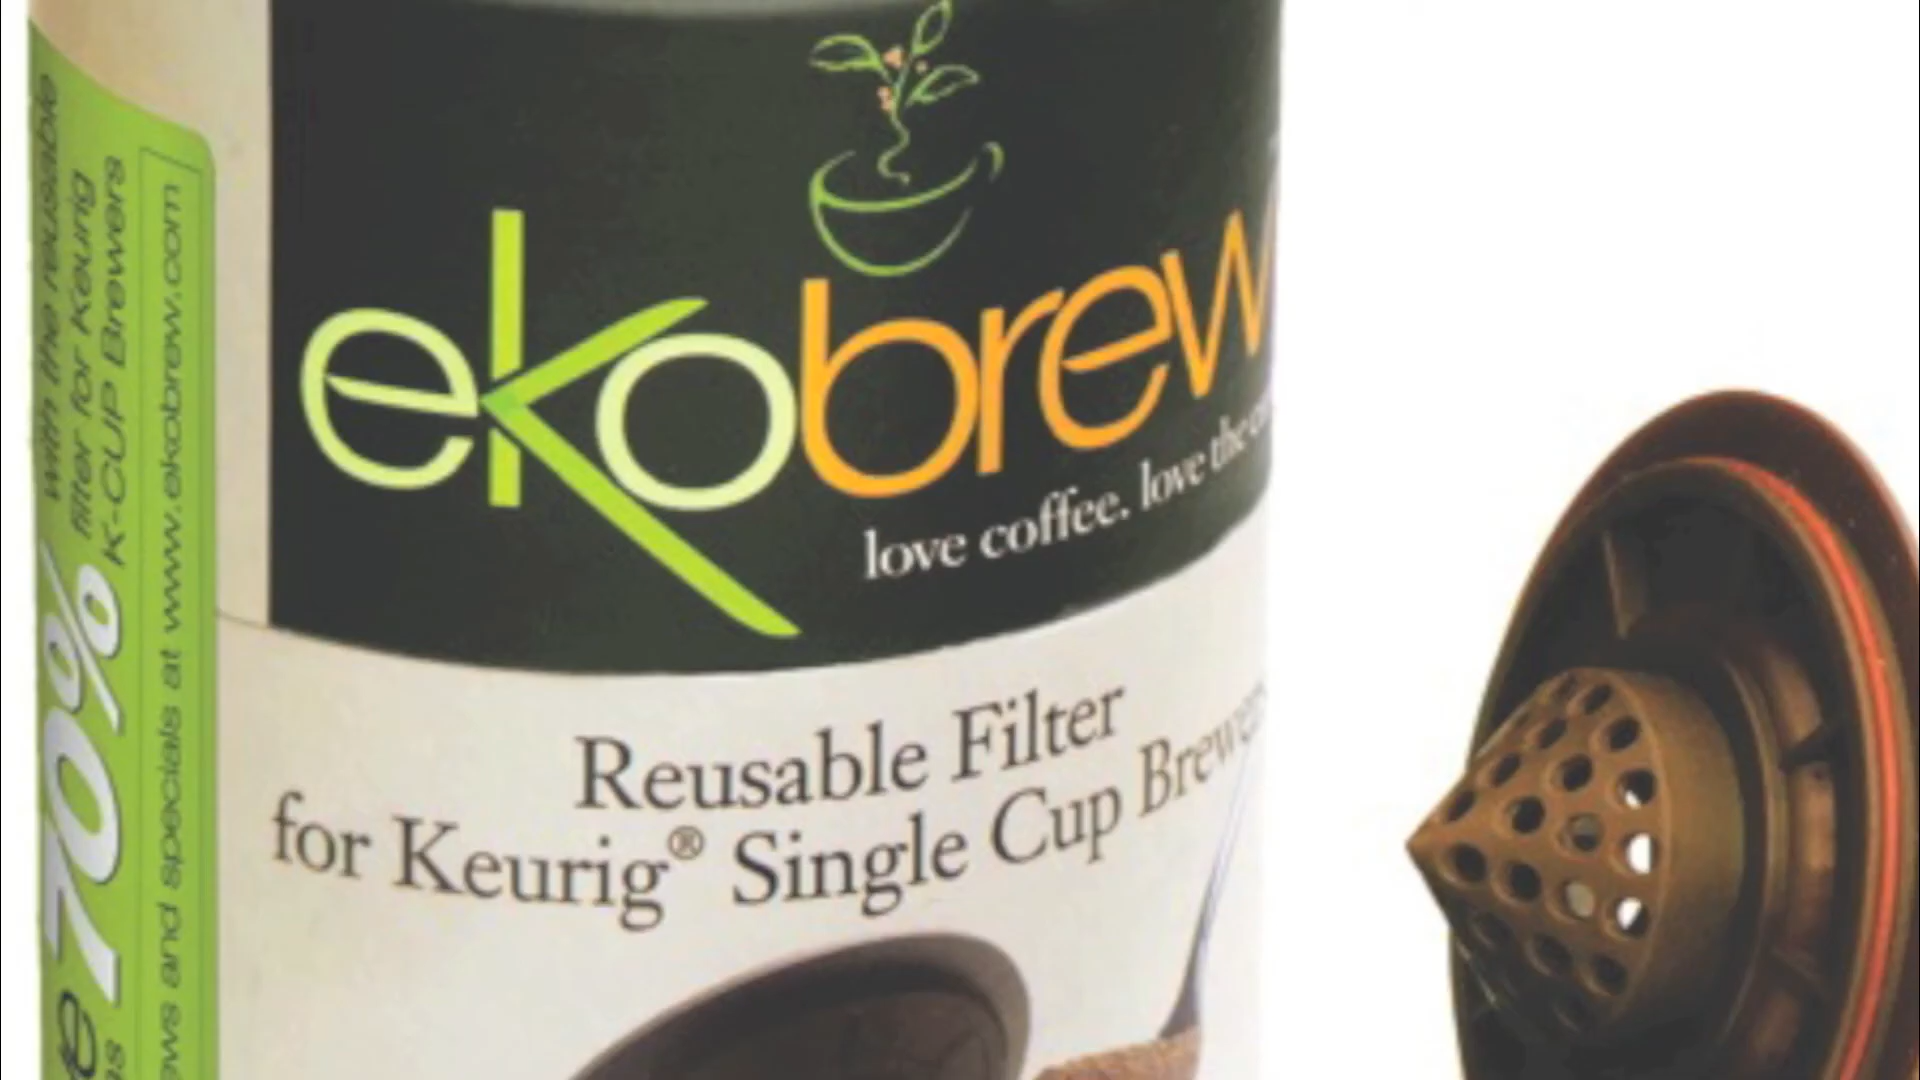 ekobrew
love coffee. love the
Reusable Filter
for Keurig® Single Cup Brewers
with the reusable
filter for Keurig
70% K-CUP Brewers
and specials at www.ekobrew.com